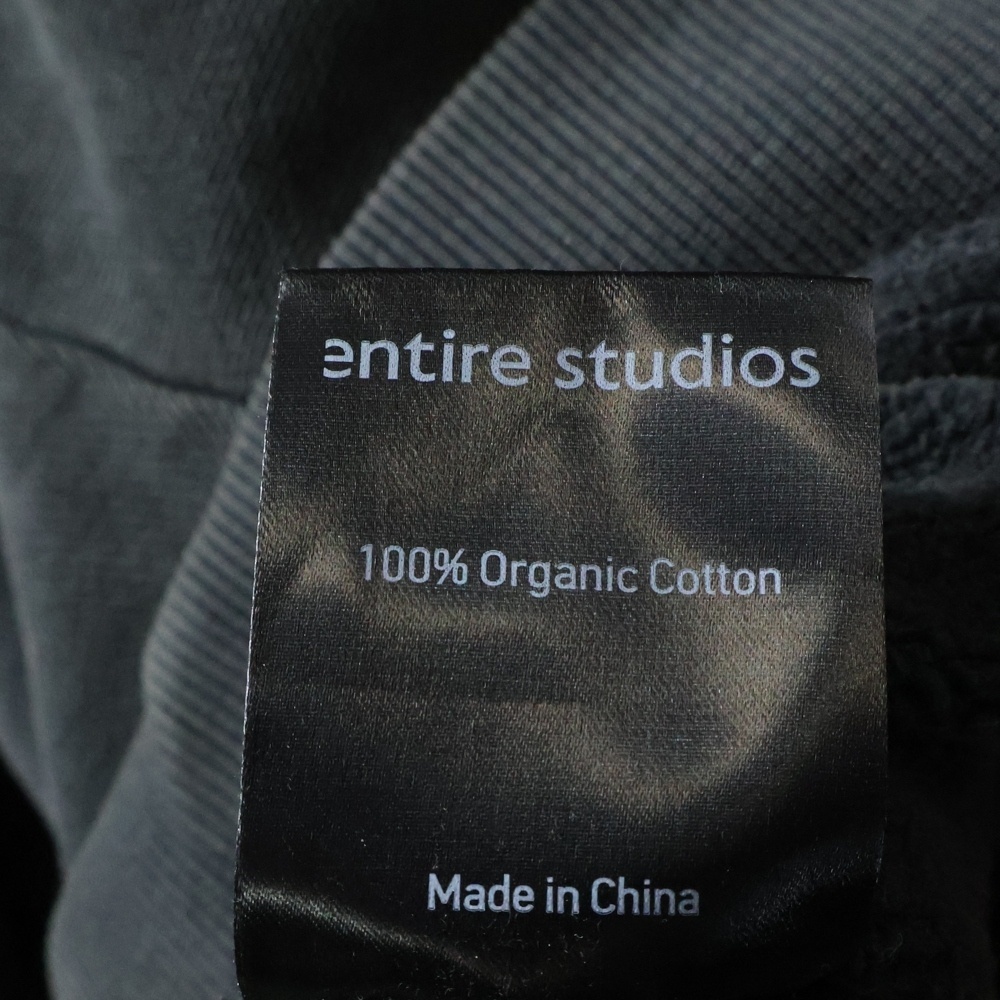 entire studios
100% Organic Cotton
Made in China